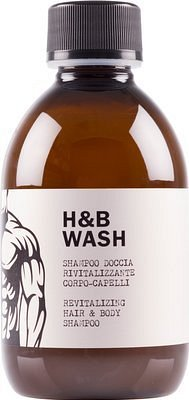 H&B
WASH
SHAMPOO DOCCIA
RIVITALIZZANTE
CORPO-CAPELLI
REVITALIZING
HAIR & BODY
SHAMPOO